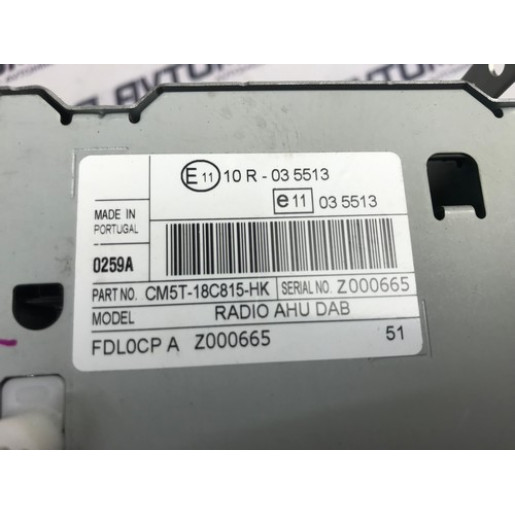 E 11 10 R - 03 5513
e 11 03 5513
MADE IN
PORTUGAL
0259A
PART NO. CM5T-18C815-HK SERIAL NO. Z000665
MODEL RADIO AHU DAB
FDL0CP A Z000665 51